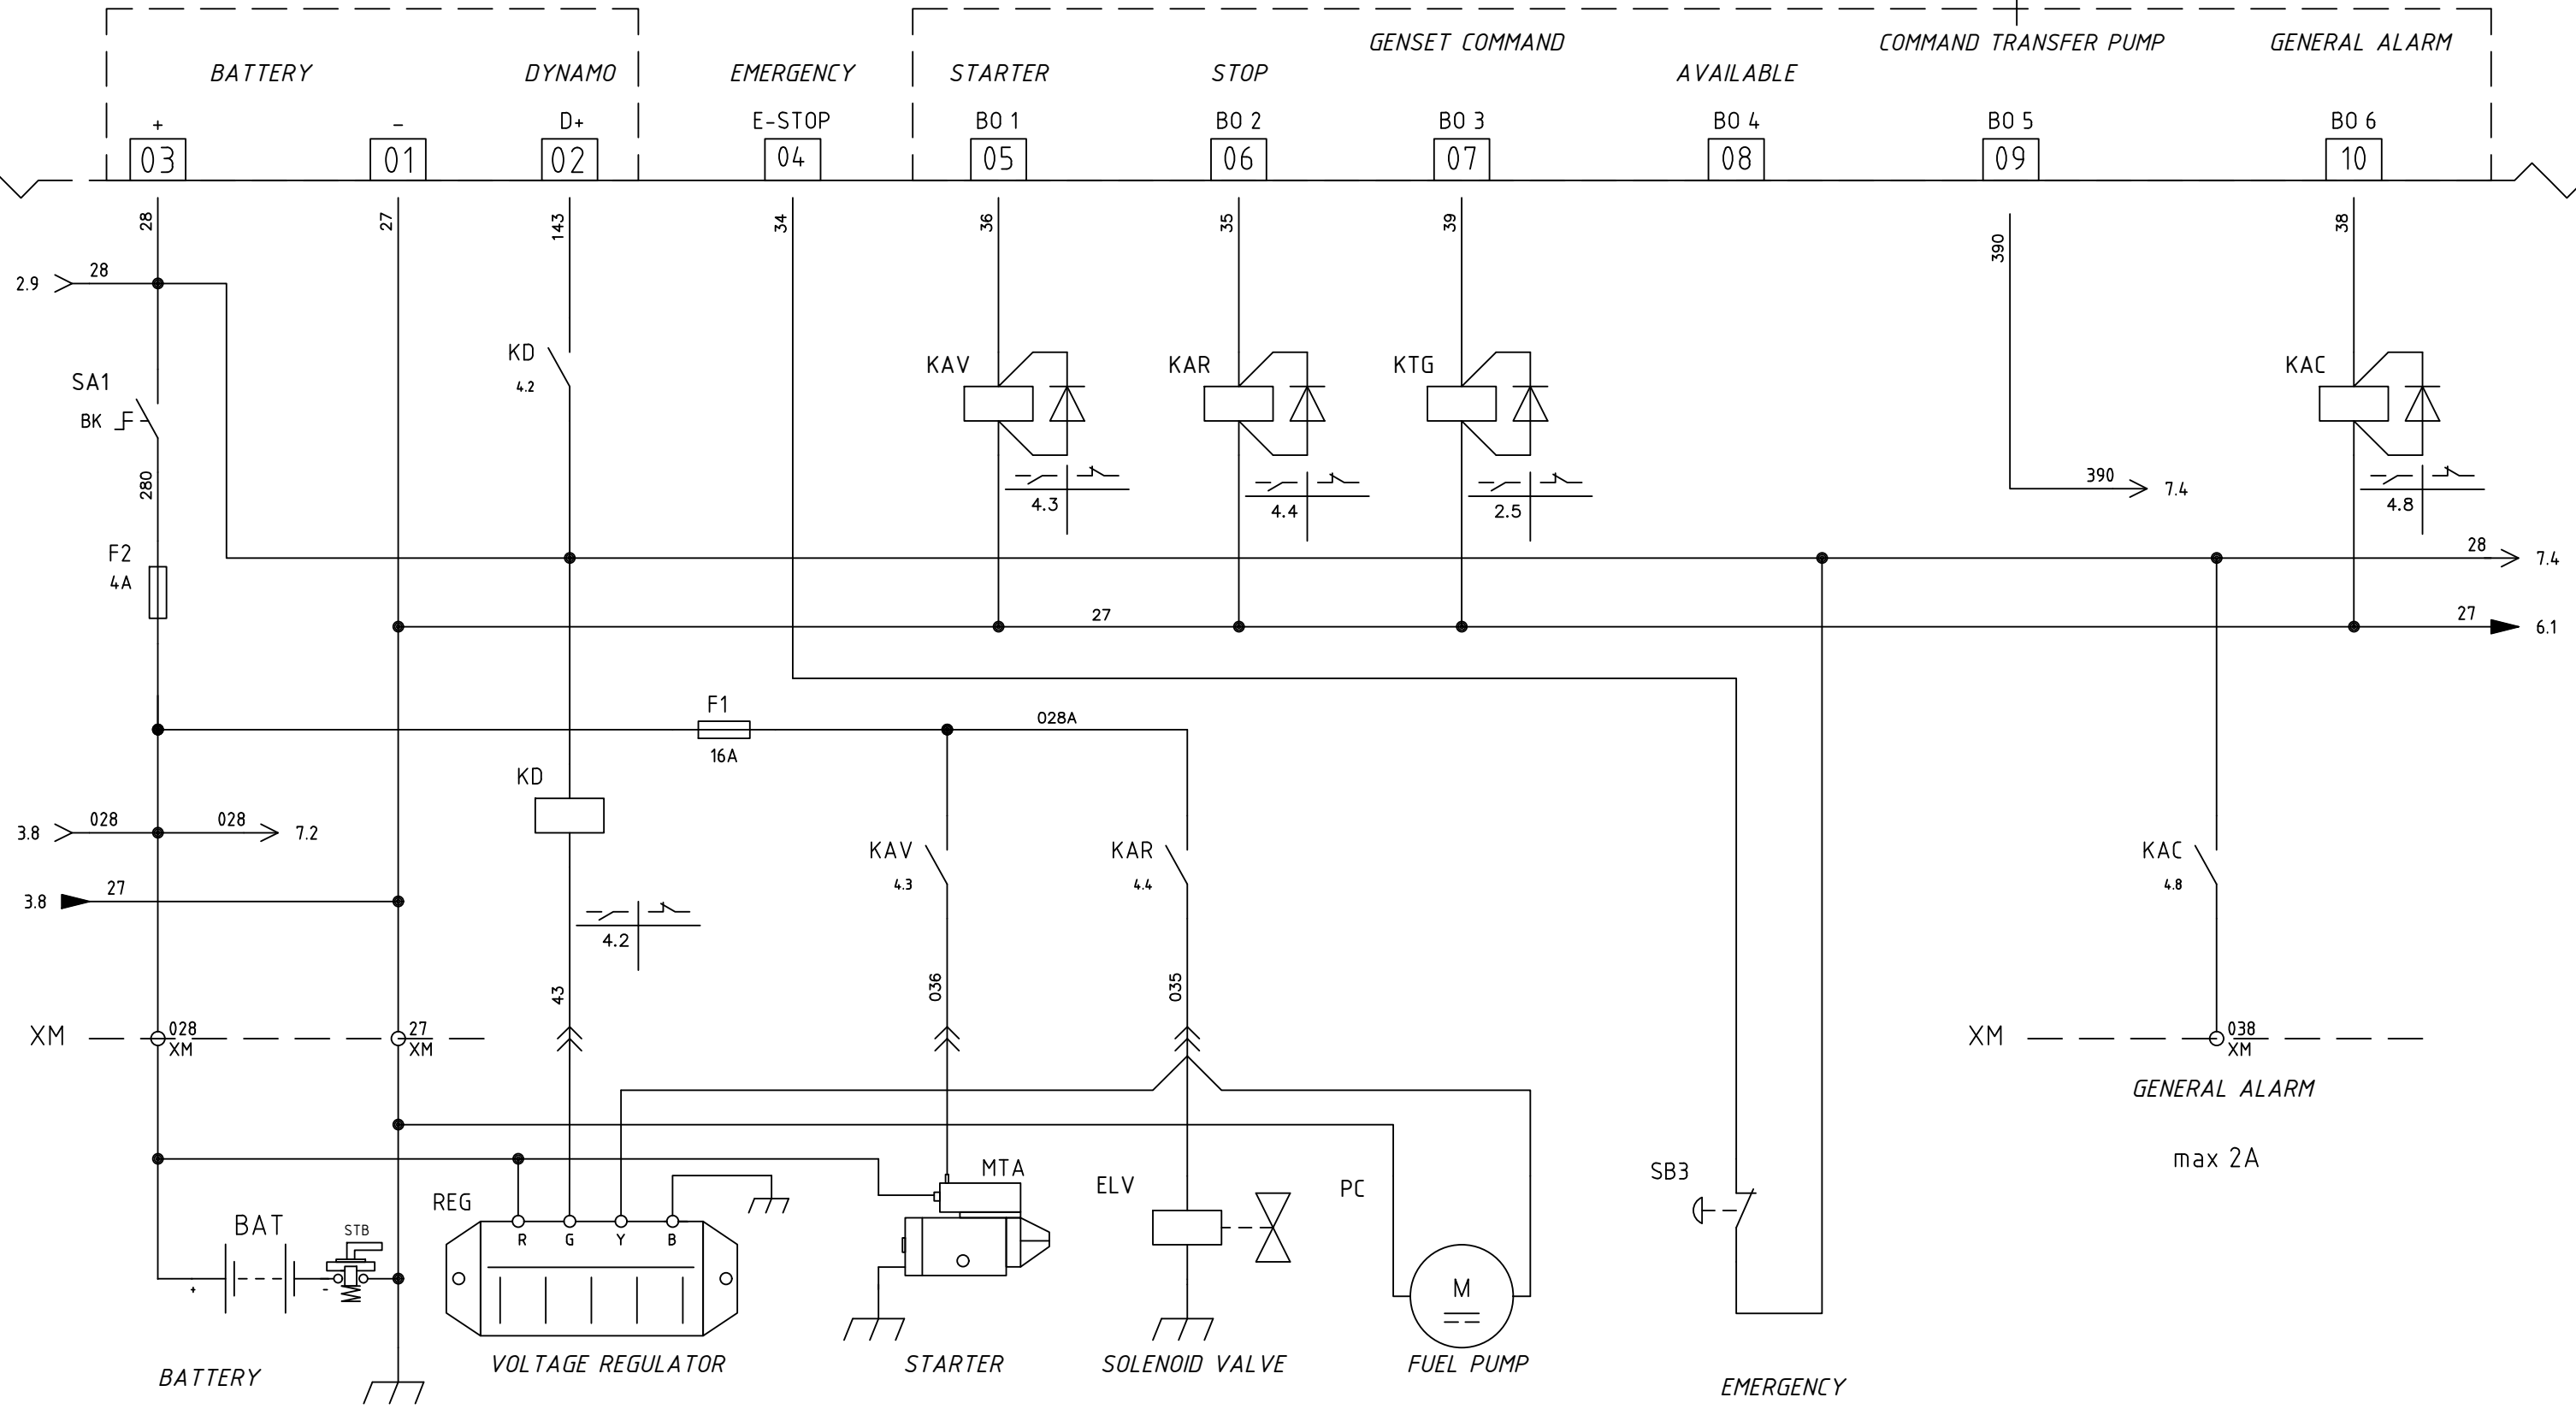 GENSET COMMAND
COMMAND TRANSFER PUMP
GENERAL ALARM
BATTERY
DYNAMO
EMERGENCY
STARTER
STOP
AVAILABLE
+
-
D+
E-STOP
BO 1
BO 2
BO 3
BO 4
BO 5
BO 6
03
01
02
04
05
06
07
08
09
10
28
27
143
34
36
35
39
390
38
2.9
28
KD
4.2
KAV
KAR
KTG
KAC
SA1
BK
280
4.3
4.4
2.5
390
7.4
4.8
F2
4A
28
7.4
27
27
6.1
F1
16A
028A
KD
3.8
028
028
7.2
KAV
4.3
KAR
4.4
KAC
4.8
3.8
27
4.2
43
036
035
XM
028
XM
27
XM
XM
038
XM
GENERAL ALARM
max 2A
REG
MTA
ELV
PC
SB3
BAT
STB
+
-
R
G
Y
B
M
BATTERY
VOLTAGE REGULATOR
STARTER
SOLENOID VALVE
FUEL PUMP
EMERGENCY